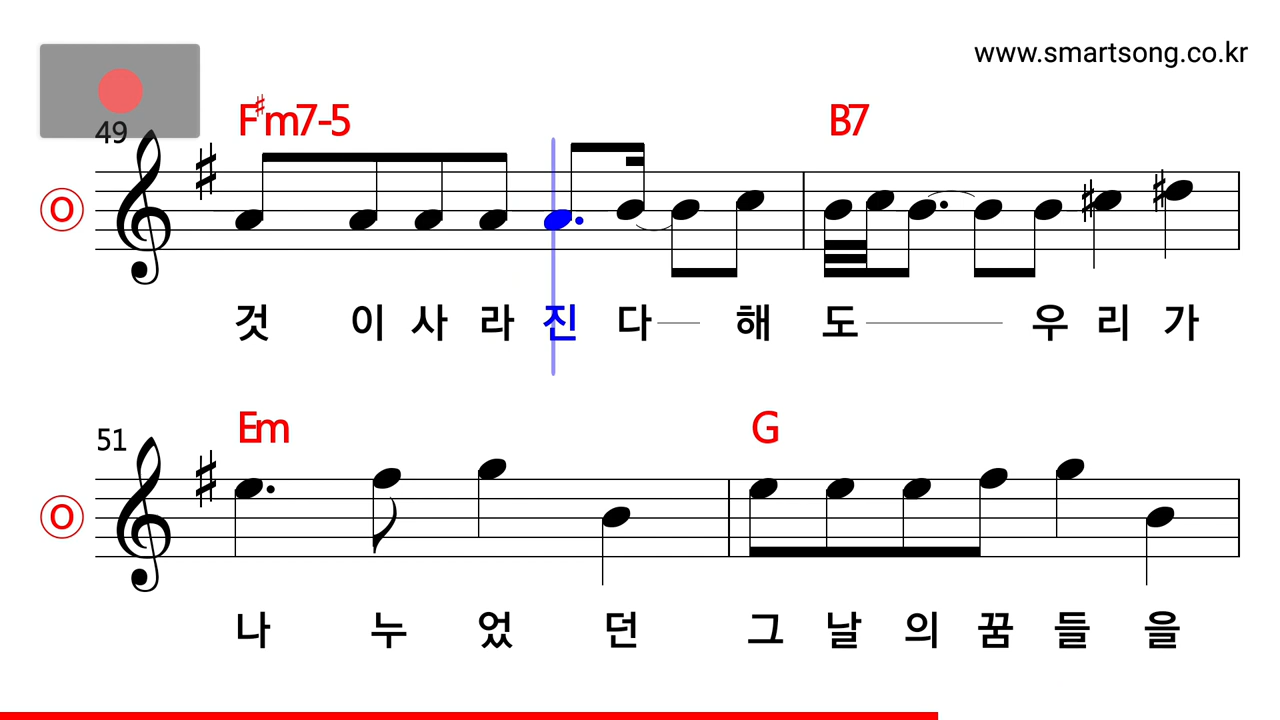 www.smartsong.co.kr
49
F#m7-5 B7
O
것 이 사 라 진 다 해 도 우 리 가
51
Em G
O
나 누 었 던 그 날 의 꿈 들 을